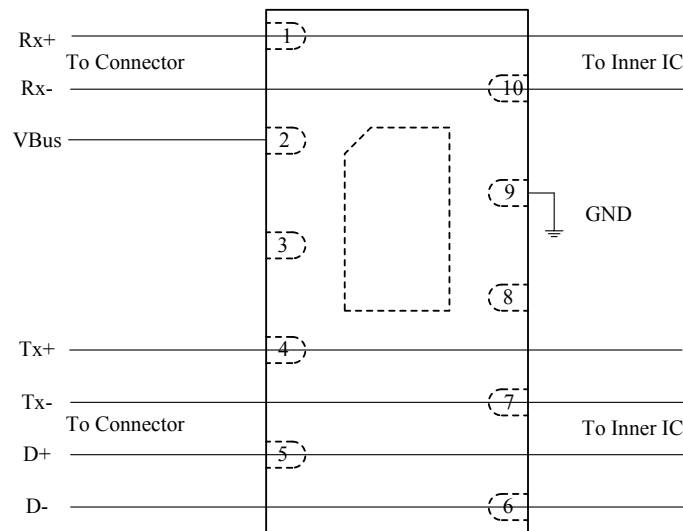 Rx+ 1
To Connector To Inner IC
Rx- 10
VBus 2
9
GND
3
8
Tx+ 4
Tx- 7
To Connector To Inner IC
D+ 5
D- 6